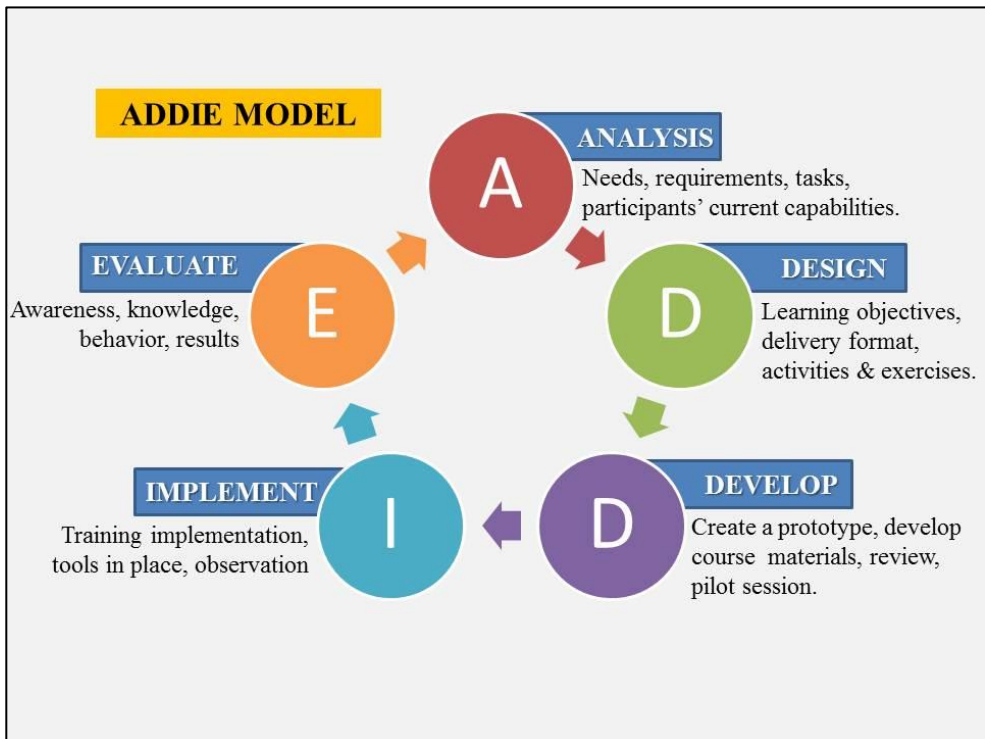 ADDIE MODEL
A
ANALYSIS
Needs, requirements, tasks,
participants’ current capabilities.
D
DESIGN
Learning objectives,
delivery format,
activities & exercises.
D
DEVELOP
Create a prototype, develop
course materials, review,
pilot session.
I
IMPLEMENT
Training implementation,
tools in place, observation
E
EVALUATE
Awareness, knowledge,
behavior, results